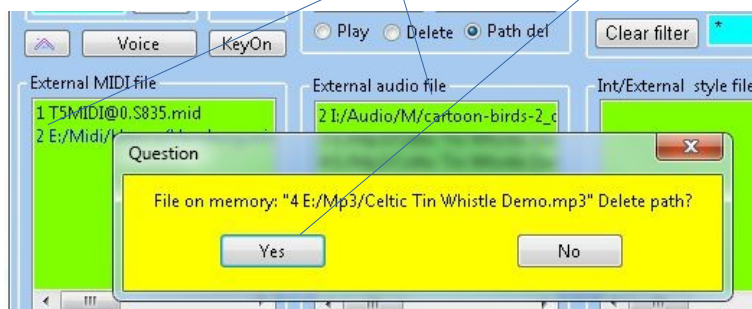 Voice
KeyOn
Play
Delete
Path del
Clear filter
*
External MIDI file
External audio file
Int/External style file
1 T5MIDI@0.S835.mid
2 I:/Audio/M/cartoon-birds-2_
2 E:/Midi/
Question
File on memory: "4 E:/Mp3/Celtic Tin Whistle Demo.mp3" Delete path?
Yes
No